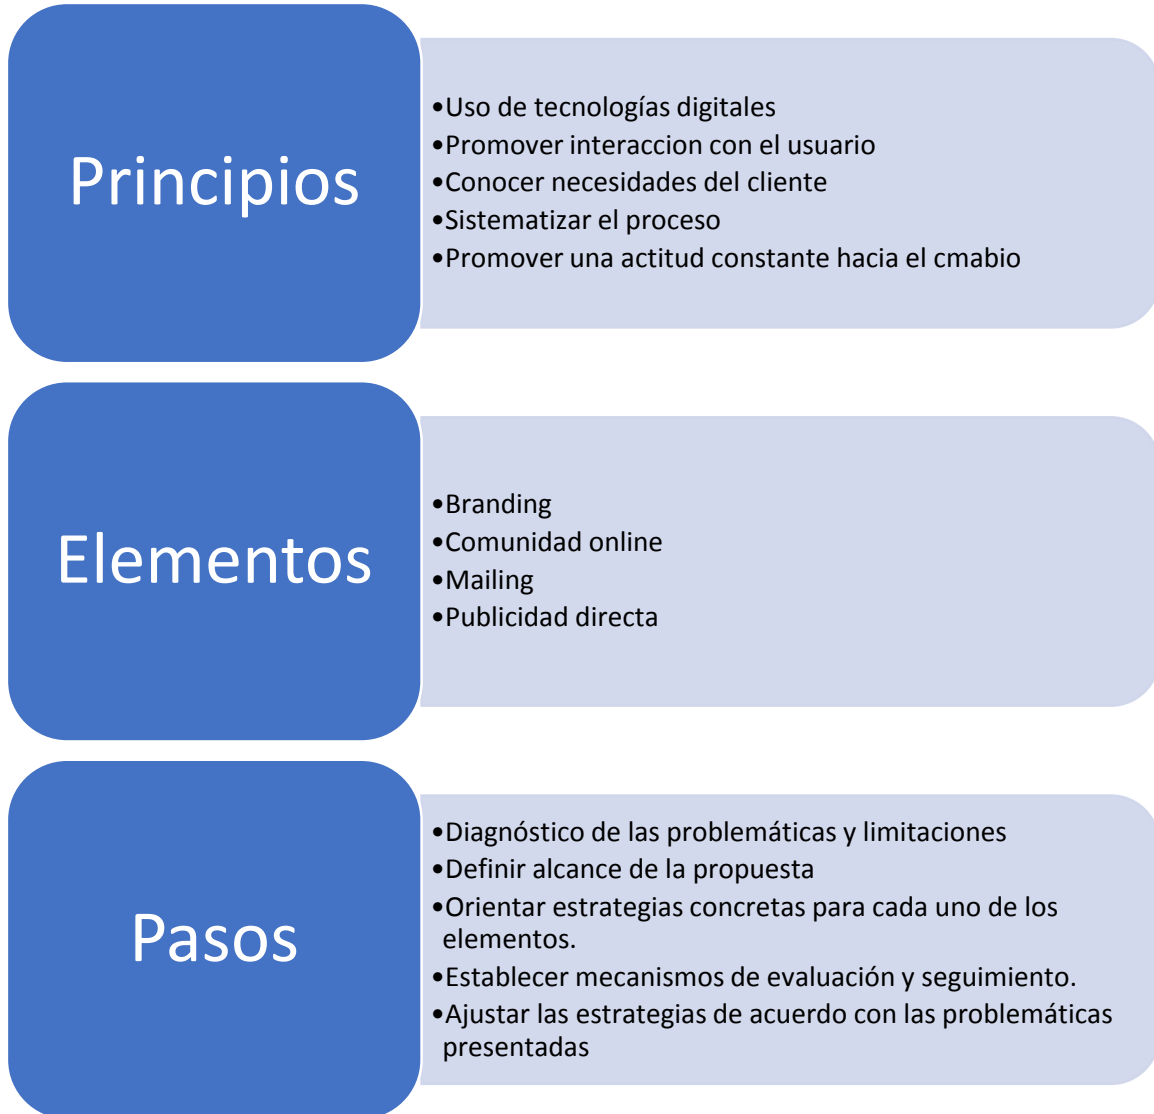 Principios
•Uso de tecnologías digitales
•Promover interaccion con el usuario
•Conocer necesidades del cliente
•Sistematizar el proceso
•Promover una actitud constante hacia el cmabio
Elementos
•Branding
•Comunidad online
•Mailing
•Publicidad directa
Pasos
•Diagnóstico de las problemáticas y limitaciones
•Definir alcance de la propuesta
•Orientar estrategias concretas para cada uno de los
elementos.
•Establecer mecanismos de evaluación y seguimiento.
•Ajustar las estrategias de acuerdo con las problemáticas
presentadas